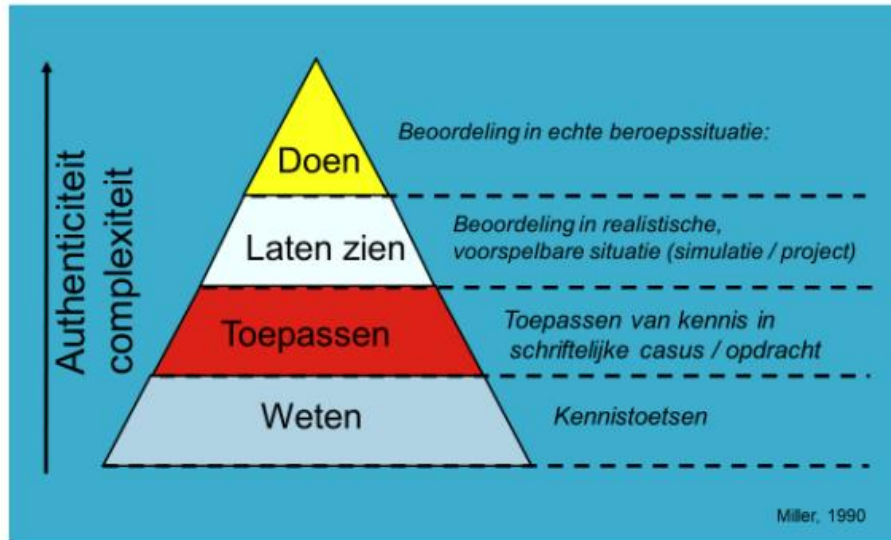 Authenticiteit
complexiteit
Doen
Beoordeling in echte beroepssituatie:
Laten zien
Beoordeling in realistische,
voorspelbare situatie (simulatie / project)
Toepassen
Toepassen van kennis in
schriftelijke casus / opdracht
Weten
Kennistoetsen
Miller, 1990